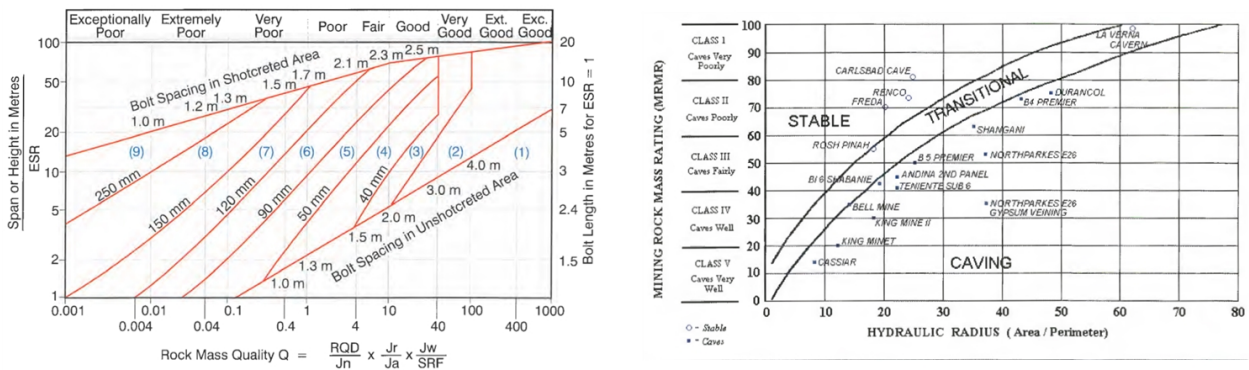 Exceptionally Poor
Extremely Poor
Very Poor
Poor
Fair
Good
Very Good
Ext. Good
Exc. Good
100
50
20
10
5
2
1
Span or Height in Metres
ESR
20
10
7
5
3
2.4
1.5
Bolt Length in Metres for ESR = 1
Bolt Spacing in Shotcreted Area
1.0 m
1.2 m
1.3 m
1.5 m
1.7 m
2.1 m
2.3 m
2.5 m
(9)
(8)
(7)
(6)
(5)
(4)
(3)
(2)
(1)
250 mm
150 mm
120 mm
90 mm
50 mm
40 mm
4.0 m
3.0 m
2.0 m
1.5 m
1.3 m
1.0 m
Bolt Spacing in Unshotcreted Area
0.001
0.004
0.01
0.04
0.1
0.4
1
4
10
40
100
400
1000
Rock Mass Quality Q = RQD/Jn x Jr/Ja x Jw/SRF
MINING ROCK MASS RATING (MRMR)
CLASS I
Caves Very
Poorly
CLASS II
Caves Poorly
CLASS III
Caves Fairly
CLASS IV
Caves Well
CLASS V
Caves Very
Well
100
90
80
70
60
50
40
30
20
10
0
LA VERNA
CAVERN
CARLSBAD CAVE
RENCO
FREDA
DURANCOL
B4 PREMIER
STABLE
TRANSITIONAL
SHANGANI
ROSH PINAH
NORTHPARKES E26
B5 PREMIER
ANDINA 2ND PANEL
BI 6 SHABANIE
TENIENTE SUB 6
BELL MINE
NORTHPARKES E26
GYPSUM VEINING
KING MINE II
KING MINET
CASSIAR
CAVING
0
10
20
30
40
50
60
70
80
HYDRAULIC RADIUS ( Area / Perimeter )
- Stable
- Caves